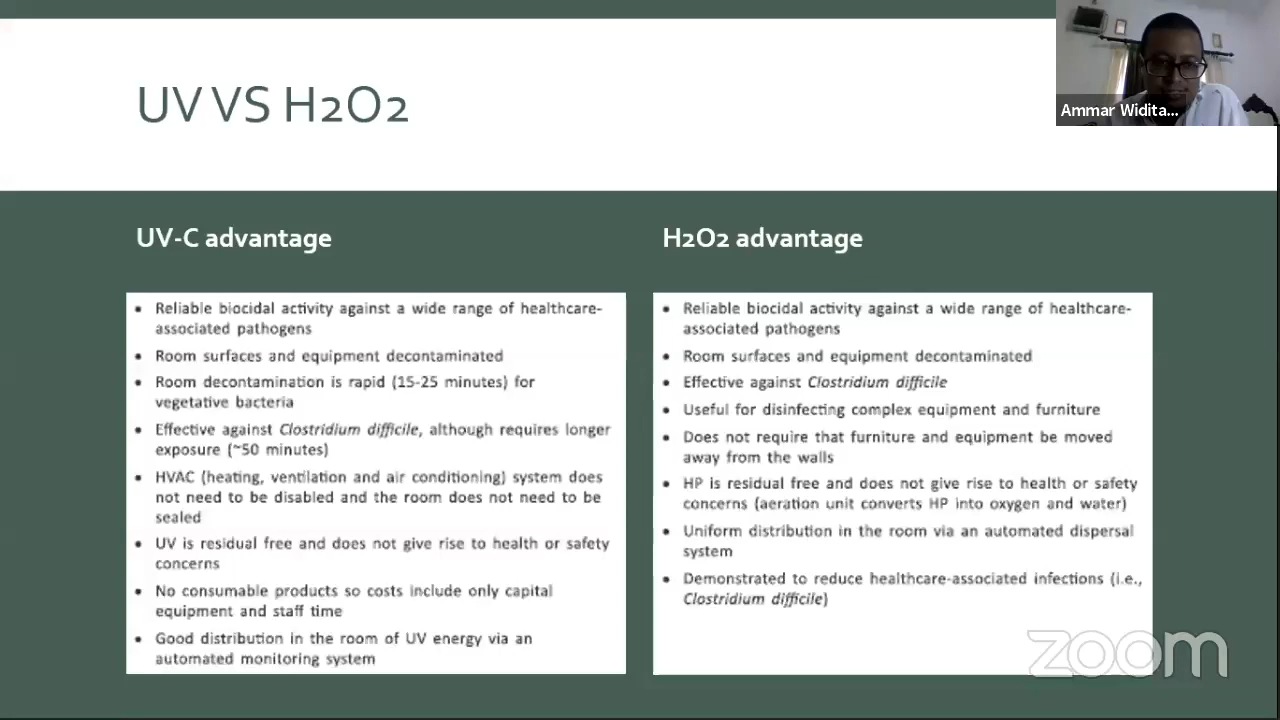 UV VS H2O2
Ammar Widita...
UV-C advantage
• Reliable biocidal activity against a wide range of healthcare-
associated pathogens
• Room surfaces and equipment decontaminated
• Room decontamination is rapid (15-25 minutes) for
vegetative bacteria
• Effective against Clostridium difficile, although requires longer
exposure (~50 minutes)
• HVAC (heating, ventilation and air conditioning) system does
not need to be disabled and the room does not need to be
sealed
• UV is residual free and does not give rise to health or safety
concerns
• No consumable products so costs include only capital
equipment and staff time
• Good distribution in the room of UV energy via an
automated monitoring system
H2O2 advantage
• Reliable biocidal activity against a wide range of healthcare-
associated pathogens
• Room surfaces and equipment decontaminated
• Effective against Clostridium difficile
• Useful for disinfecting complex equipment and furniture
• Does not require that furniture and equipment be moved
away from the walls
• HP is residual free and does not give rise to health or safety
concerns (aeration unit converts HP into oxygen and water)
• Uniform distribution in the room via an automated dispersal
system
• Demonstrated to reduce healthcare-associated infections (i.e.,
Clostridium difficile)
zoom